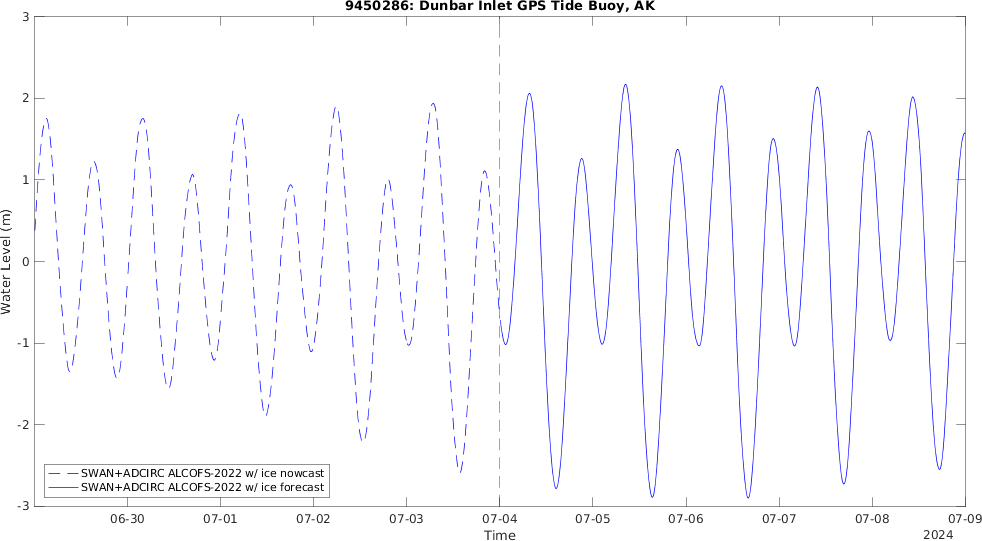 9450286: Dunbar Inlet GPS Tide Buoy, AK
3
2
1
0
-1
-2
-3
Water Level (m)
SWAN+ADCIRC ALCOFS-2022 w/ ice nowcast
SWAN+ADCIRC ALCOFS-2022 w/ ice forecast
06-30 07-01 07-02 07-03 07-04 07-05 07-06 07-07 07-08 07-09
Time
2024